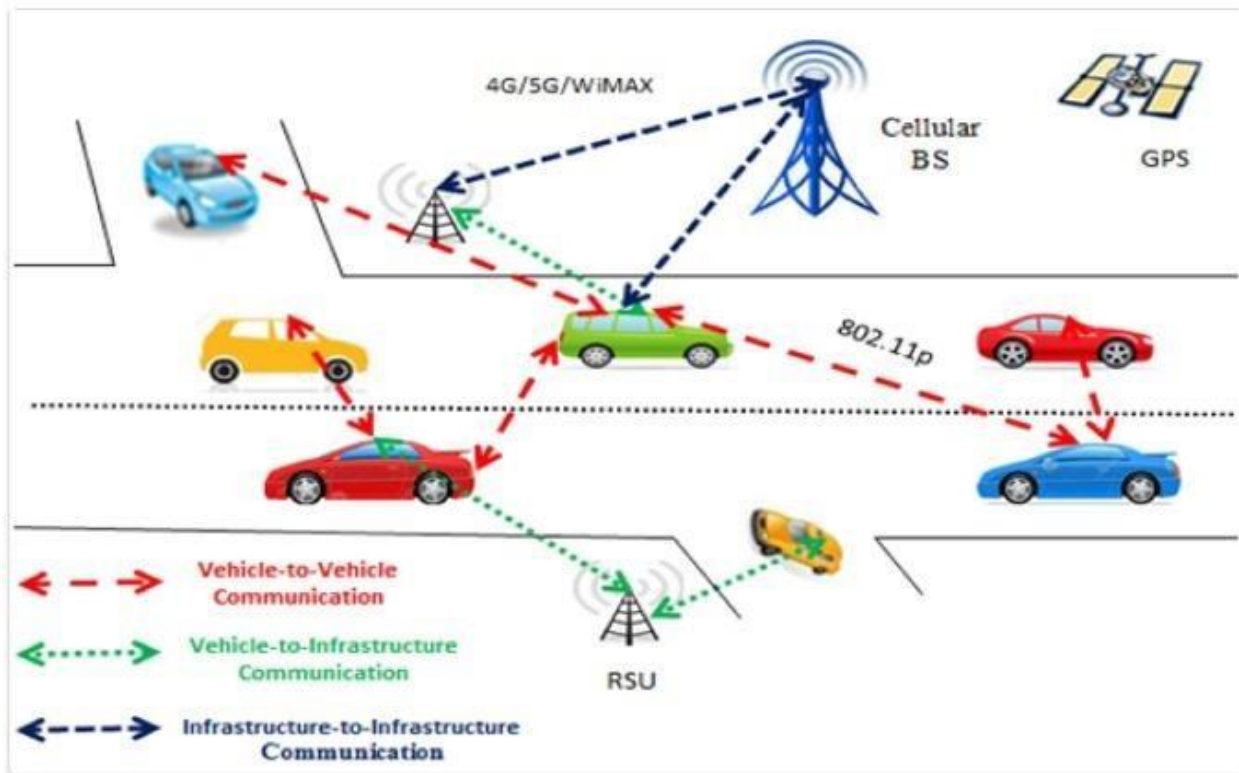 4G/5G/WiMAX
Cellular
BS
GPS
802.11p
Vehicle-to-Vehicle
Communication
Vehicle-to-Infrastructure
Communication
RSU
Infrastructure-to-Infrastructure
Communication